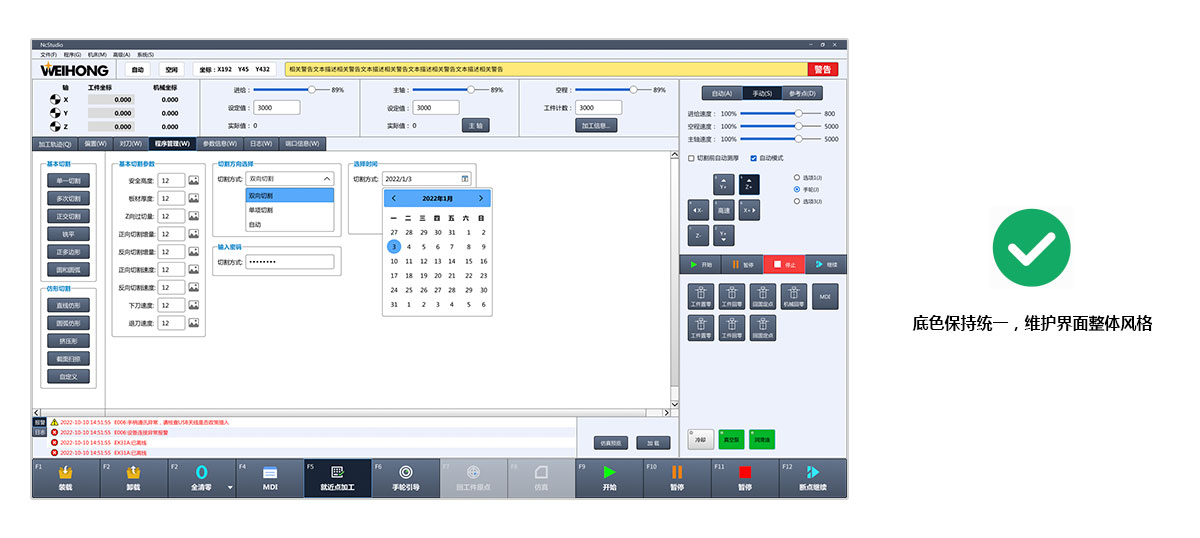 NcStudio
文件(F) 程序(G) 机床(M) 高级(A) 系统(S)
WEIHONG 自动 空闲 坐标：X192 Y45 Y432 相关警告文本描述相关警告文本描述相关警告文本描述相关警告文本描述相关警告 警告
轴 工件坐标 机械坐标
X 0.000 0.000
Y 0.000 0.000
Z 0.000 0.000
进给： 89%
设定值： 3000
实际值：0
主轴： 89%
设定值： 3000
实际值：0 主 轴
空程： 89%
工件计数： 3000
加工信息...
自动(A) 手动(S) 参考点(D)
进给速度： 100% 800
空程速度： 100% 5000
主轴速度： 100% 5000
加工轨迹(Q) 偏置(W) 对刀(W) 程序管理(W) 参数信息(W) 日志(W) 端口信息(W)
切割前自动测厚 自动模式
基本切割
单一切割
多次切割
正交切割
铣平
正多边形
圆和圆弧
仿形切割
直线仿形
圆弧仿形
挤压形
截面扫掠
自定义
基本切割参数
安全高度: 12
板材厚度: 12
Z向过切量: 12
正向切割增量: 12
反向切割增量: 12
正向切割速度: 12
反向切割速度: 12
下刀速度: 12
退刀速度: 12
切割方向选择
切割方式: 双向切割
双向切割
单项切割
自动
输入密码
切割方式: ••••••••
选择时间
切割方式: 2022/1/3
2022年1月
一 二 三 四 五 六 日
27 28 29 30 31 1 2
3 4 5 6 7 8 9
10 11 12 13 14 15 16
17 18 19 20 21 22 23
24 25 26 27 28 29 30
31 1 2 3 4 5 6
Y+ Z+
X- 高速 X+
Z- Y+
选项1(J)
手轮(J)
选项3(J)
开始 暂停 停止 继续
工件置零 工件回零 回固定点 机械回零 MDI
工件置零 工件回零 回固定点
冷却
报警
日志
2022-10-10 14:51:55 E006:手柄通讯异常，请检查USB天线是否政策插入
2022-10-10 14:51:55 E006:设备连接异常报警
2022-10-10 14:51:55 EX31A:已离线
2022-10-10 14:51:55 EX31A:已离线
仿真预览 加 载
F1 装载
F2 卸载
F2 全清零
F4 MDI
F5 就近点加工
F6 手轮引导
F7 回工件原点
F8 仿真
F9 开始
F10 暂停
F11 暂停
F12 断点继续
底色保持统一，维护界面整体风格